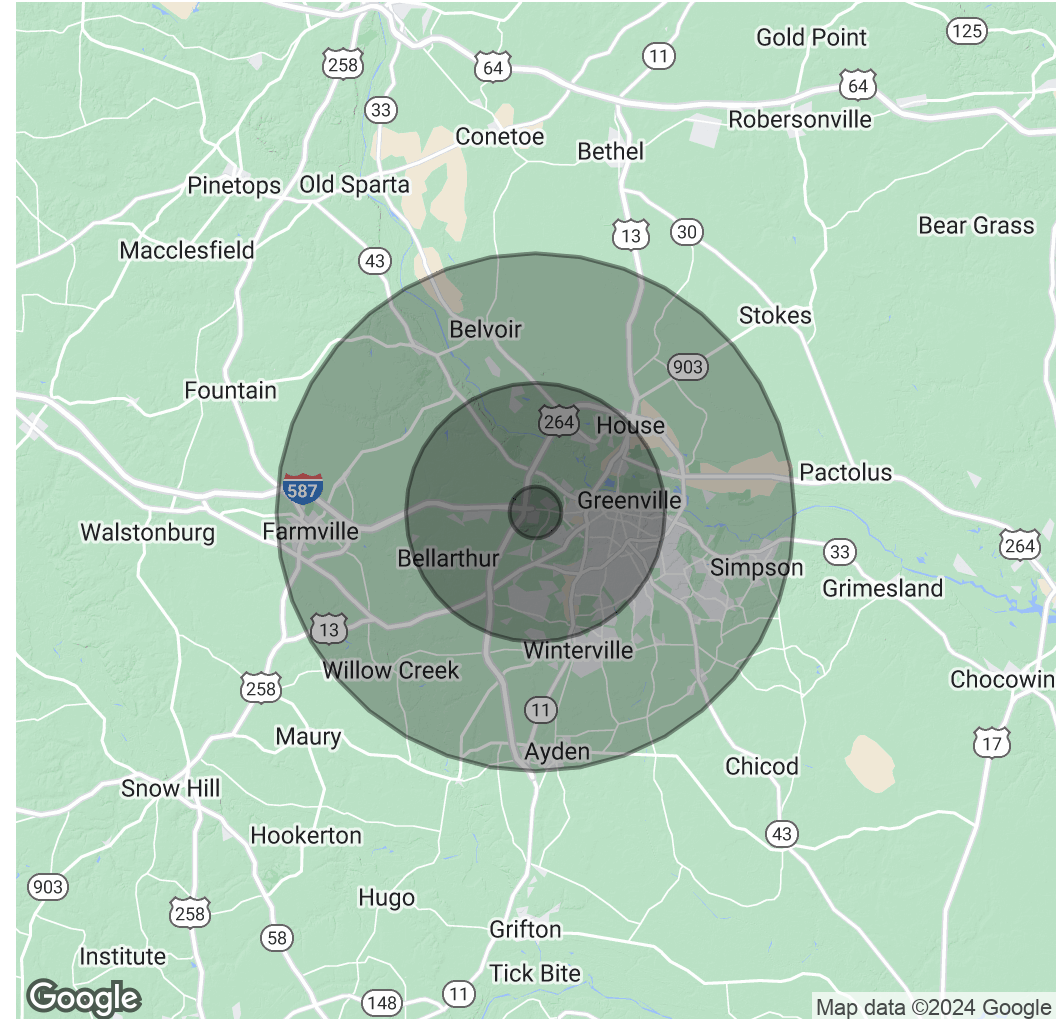 Gold Point
125
258
11
64
64
33
Robersonville
Conetoe
Bethel
Pinetops
Old Sparta
Bear Grass
13
30
Macclesfield
43
Stokes
Belvoir
903
Fountain
264
House
Pactolus
587
Greenville
Walstonburg
Farmville
264
33
Bellarthur
Simpson
Grimesland
13
Winterville
Willow Creek
Chocowin
258
11
Maury
17
Ayden
Chicod
Snow Hill
Hookerton
43
903
Hugo
258
Grifton
58
Institute
Tick Bite
Google
148
11
Map data ©2024 Google